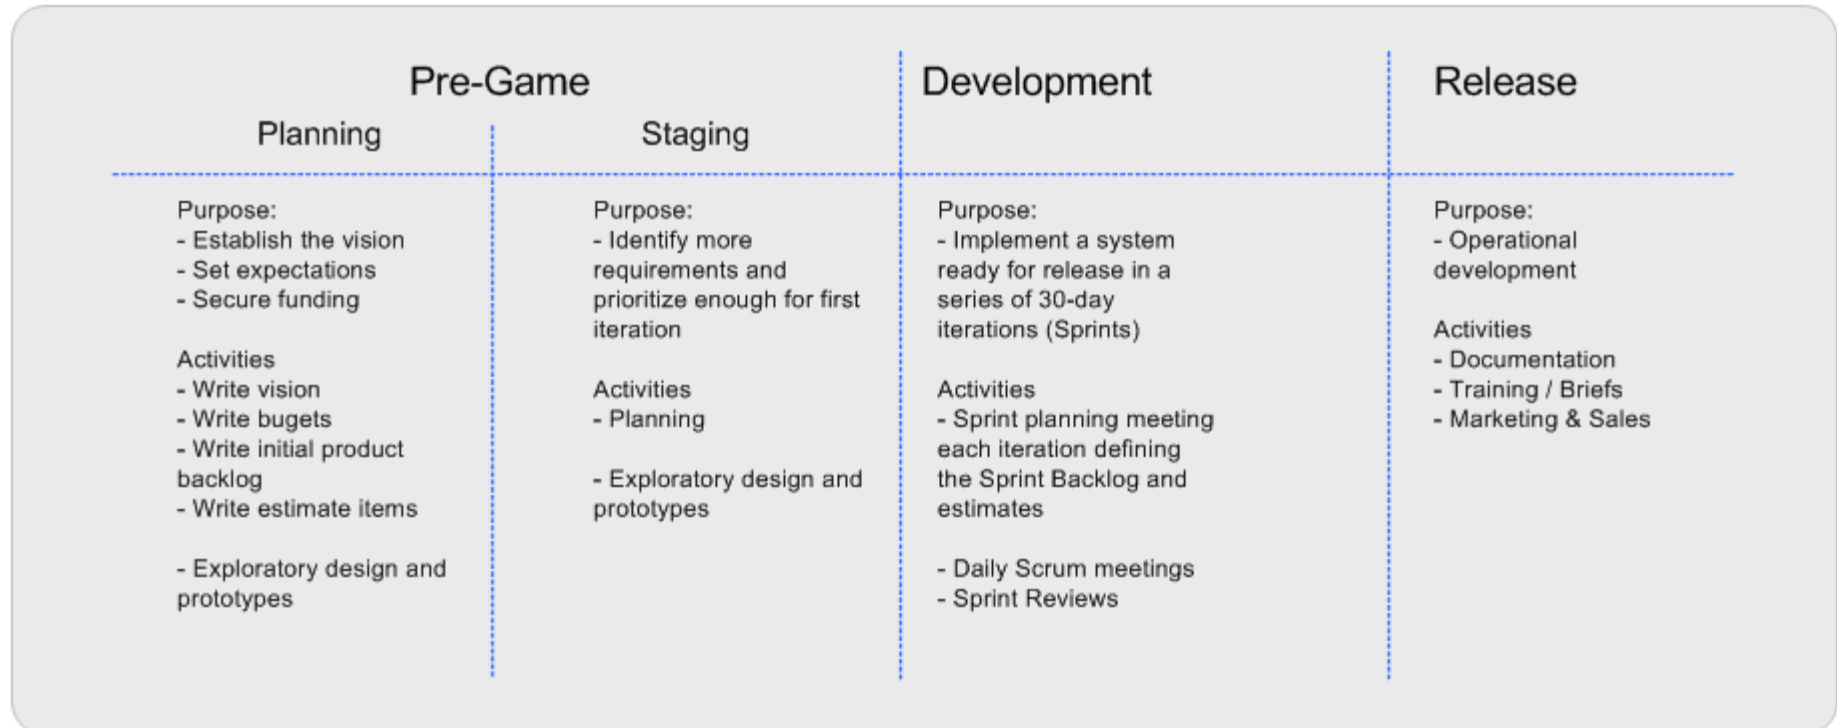 Pre-Game
Development
Release
Planning
Staging
Purpose:
- Establish the vision
- Set expectations
- Secure funding
Activities
- Write vision
- Write bugets
- Write initial product
backlog
- Write estimate items
- Exploratory design and
prototypes
Purpose:
- Identify more
requirements and
prioritize enough for first
iteration
Activities
- Planning
- Exploratory design and
prototypes
Purpose:
- Implement a system
ready for release in a
series of 30-day
iterations (Sprints)
Activities
- Sprint planning meeting
each iteration defining
the Sprint Backlog and
estimates
- Daily Scrum meetings
- Sprint Reviews
Purpose:
- Operational
development
Activities
- Documentation
- Training / Briefs
- Marketing & Sales